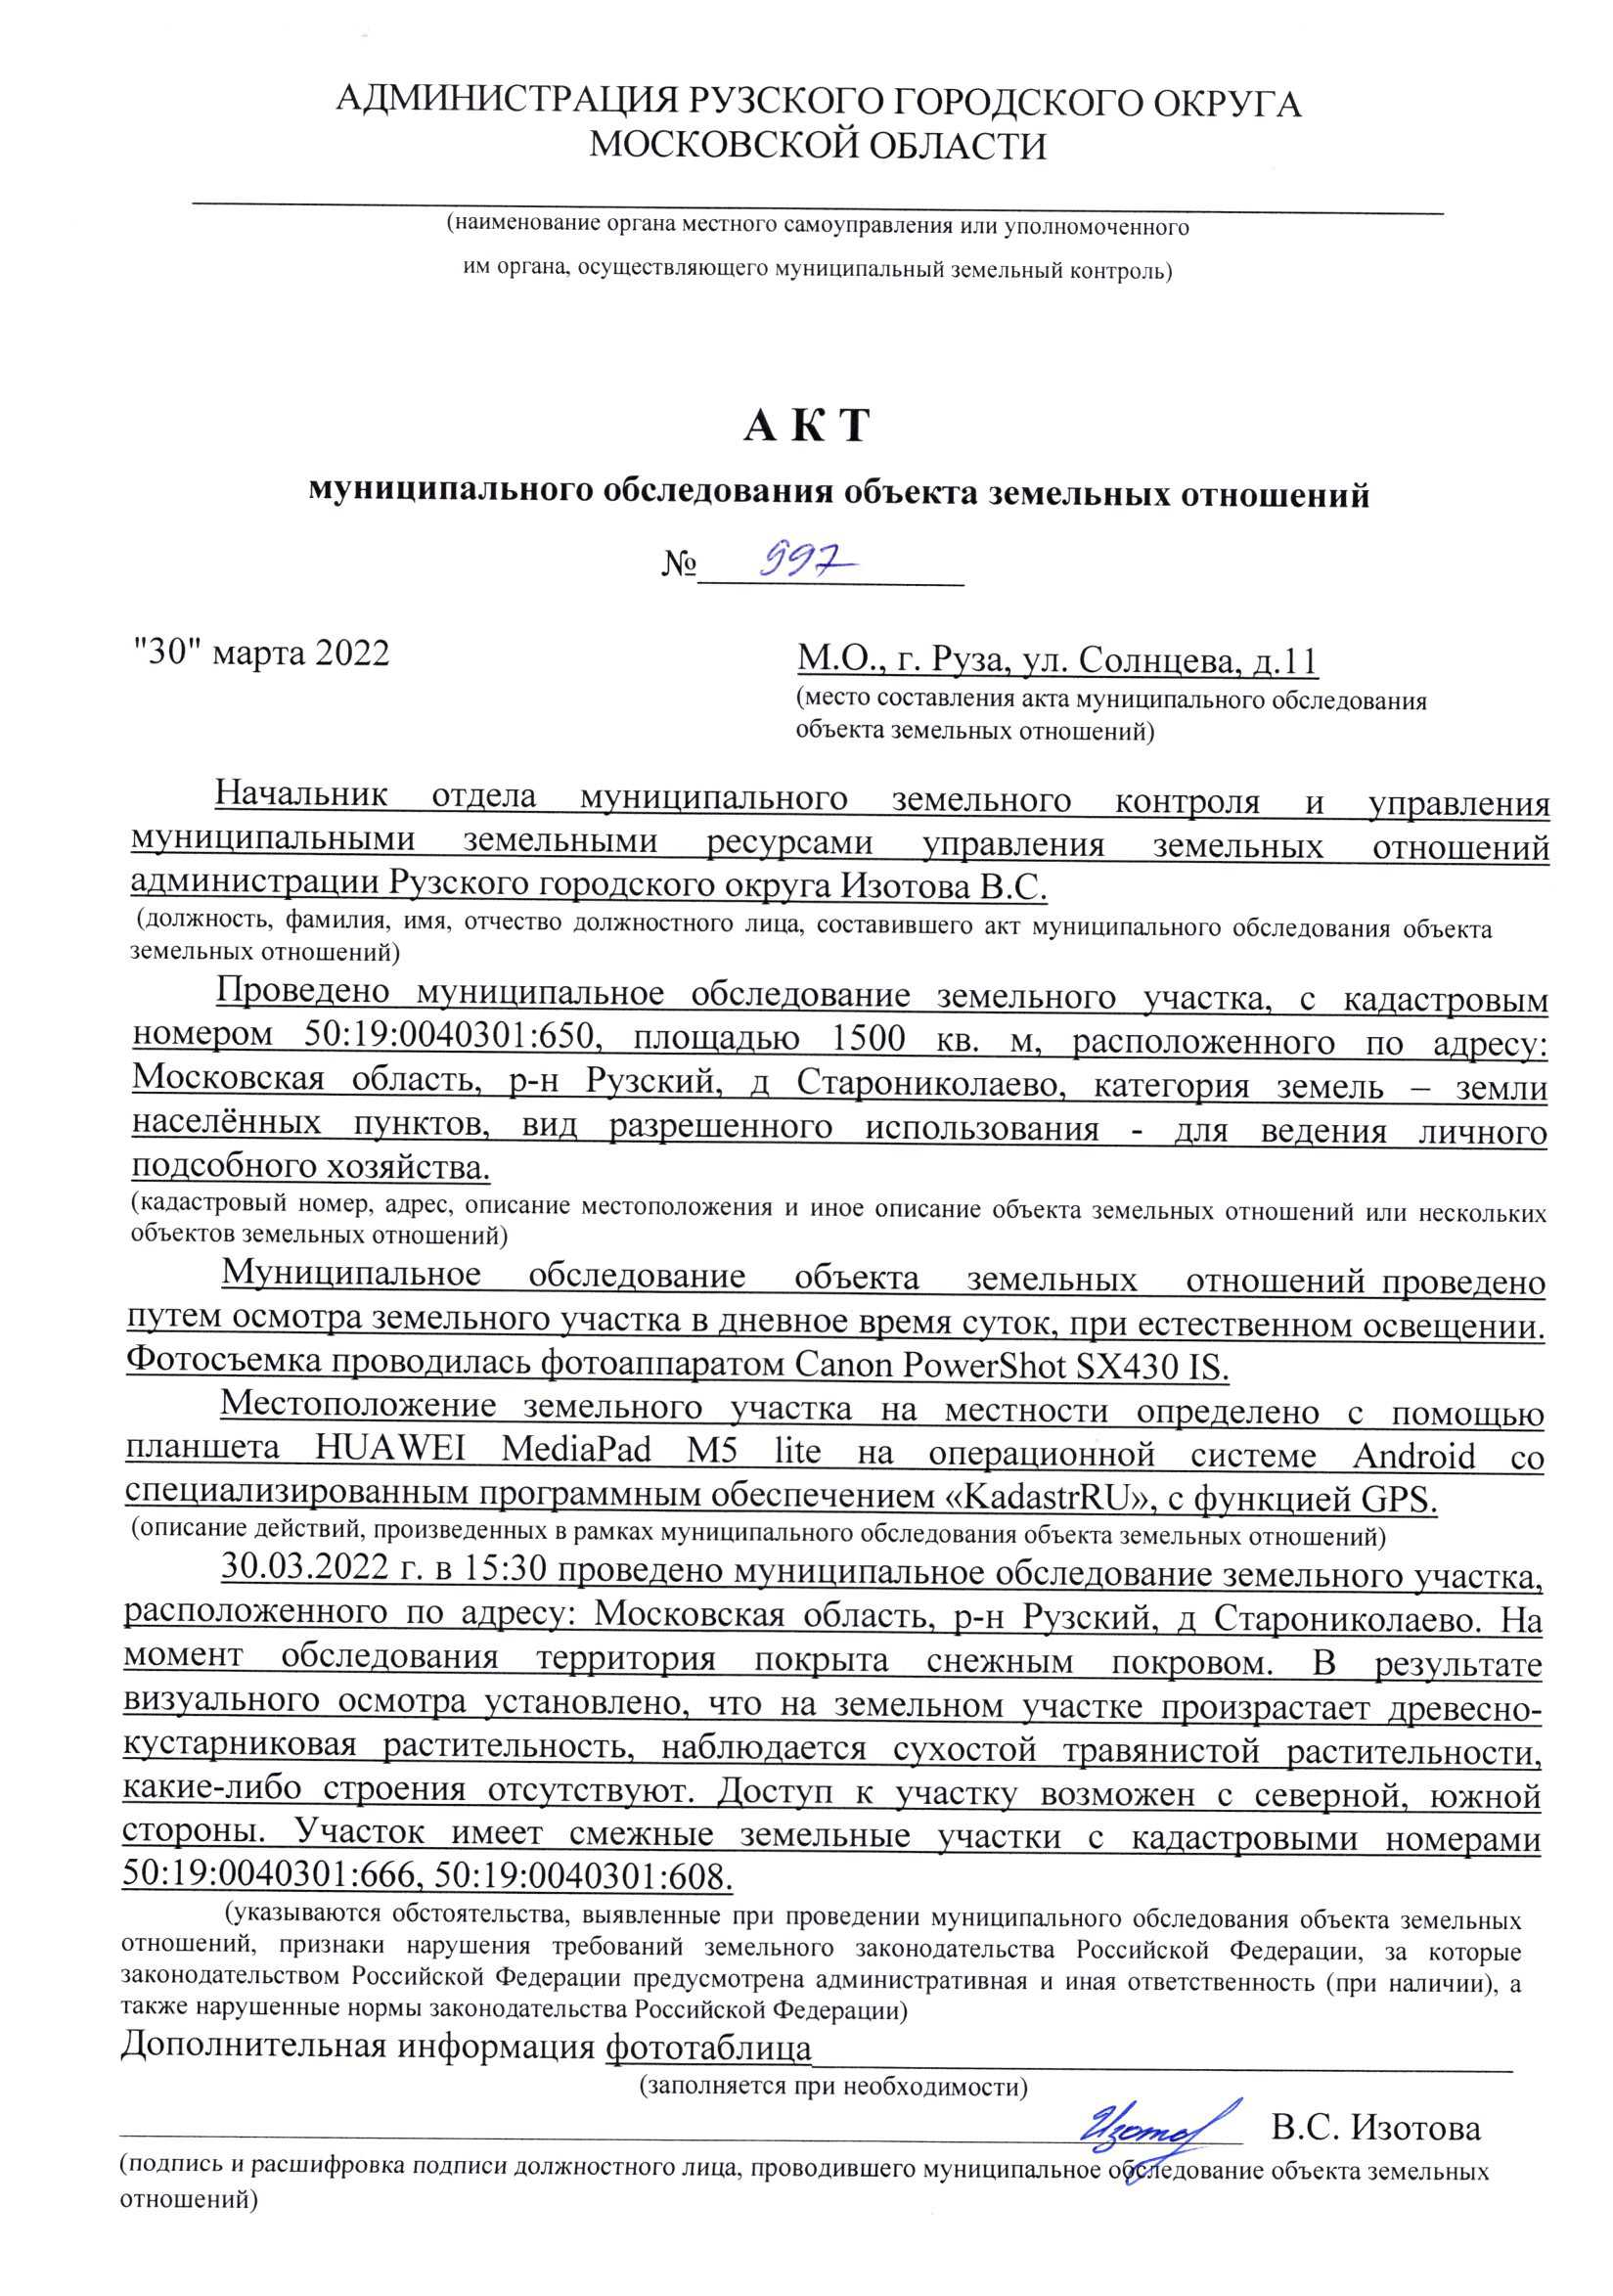 АДМИНИСТРАЦИЯ РУЗСКОГО ГОРОДСКОГО ОКРУГА
МОСКОВСКОЙ ОБЛАСТИ
(наименование органа местного самоуправления или уполномоченного
им органа, осуществляющего муниципальный земельный контроль)
А К Т
муниципального обследования объекта земельных отношений
№ 597
"30" марта 2022
М.О., г. Руза, ул. Солнцева, д.11
(место составления акта муниципального обследования
объекта земельных отношений)
Начальник отдела муниципального земельного контроля и управления
муниципальными земельными ресурсами управления земельных отношений
администрации Рузского городского округа Изотова В.С.
(должность, фамилия, имя, отчество должностного лица, составившего акт муниципального обследования объекта
земельных отношений)
Проведено муниципальное обследование земельного участка, с кадастровым
номером 50:19:0040301:650, площадью 1500 кв. м, расположенного по адресу:
Московская область, р-н Рузский, д Старониколаево, категория земель – земли
населённых пунктов, вид разрешенного использования - для ведения личного
подсобного хозяйства.
(кадастровый номер, адрес, описание местоположения и иное описание объекта земельных отношений или нескольких
объектов земельных отношений)
Муниципальное обследование объекта земельных отношений проведено
путем осмотра земельного участка в дневное время суток, при естественном освещении.
Фотосъемка проводилась фотоаппаратом Canon PowerShot SX430 IS.
Местоположение земельного участка на местности определено с помощью
планшета HUAWEI MediaPad M5 lite на операционной системе Android со
специализированным программным обеспечением «KadastrRU», с функцией GPS.
(описание действий, произведенных в рамках муниципального обследования объекта земельных отношений)
30.03.2022 г. в 15:30 проведено муниципальное обследование земельного участка,
расположенного по адресу: Московская область, р-н Рузский, д Старониколаево. На
момент обследования территория покрыта снежным покровом. В результате
визуального осмотра установлено, что на земельном участке произрастает древесно-
кустарниковая растительность, наблюдается сухостой травянистой растительности,
какие-либо строения отсутствуют. Доступ к участку возможен с северной, южной
стороны. Участок имеет смежные земельные участки с кадастровыми номерами
50:19:0040301:666, 50:19:0040301:608.
(указываются обстоятельства, выявленные при проведении муниципального обследования объекта земельных
отношений, признаки нарушения требований земельного законодательства Российской Федерации, за которые
законодательством Российской Федерации предусмотрена административная и иная ответственность (при наличии), а
также нарушенные нормы законодательства Российской Федерации)
Дополнительная информация фототаблица
(заполняется при необходимости)
Изотов В.С. Изотова
(подпись и расшифровка подписи должностного лица, проводившего муниципальное обследование объекта земельных
отношений)